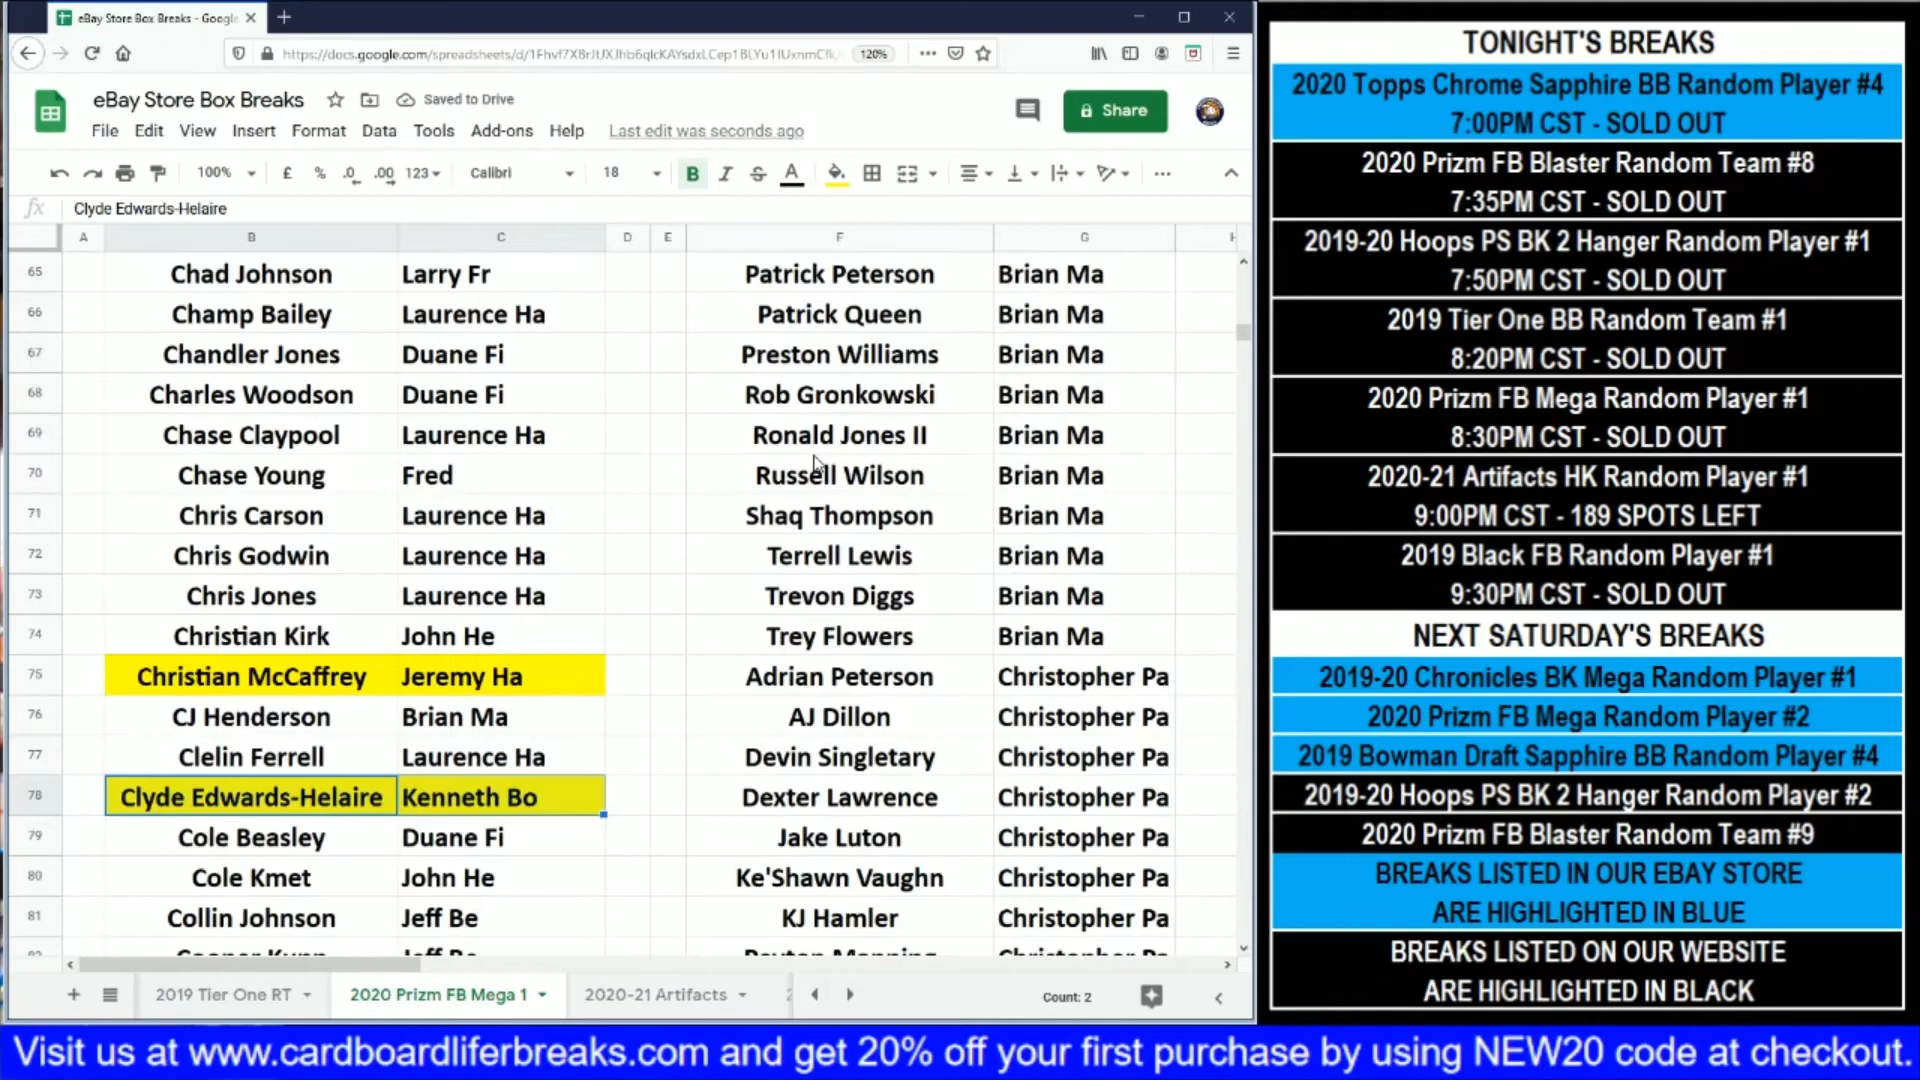 eBay Store Box Breaks - Google
120%
eBay Store Box Breaks
Saved to Drive
Share
File Edit View Insert Format Data Tools Add-ons Help Last edit was seconds ago
100% £ % .0 .00 123 Calibri 18 B I S A
fx Clyde Edwards-Helaire
A B C D E F G
65 Chad Johnson Larry Fr Patrick Peterson Brian Ma
66 Champ Bailey Laurence Ha Patrick Queen Brian Ma
67 Chandler Jones Duane Fi Preston Williams Brian Ma
68 Charles Woodson Duane Fi Rob Gronkowski Brian Ma
69 Chase Claypool Laurence Ha Ronald Jones II Brian Ma
70 Chase Young Fred Russell Wilson Brian Ma
71 Chris Carson Laurence Ha Shaq Thompson Brian Ma
72 Chris Godwin Laurence Ha Terrell Lewis Brian Ma
73 Chris Jones Laurence Ha Trevon Diggs Brian Ma
74 Christian Kirk John He Trey Flowers Brian Ma
75 Christian McCaffrey Jeremy Ha Adrian Peterson Christopher Pa
76 CJ Henderson Brian Ma AJ Dillon Christopher Pa
77 Clelin Ferrell Laurence Ha Devin Singletary Christopher Pa
78 Clyde Edwards-Helaire Kenneth Bo Dexter Lawrence Christopher Pa
79 Cole Beasley Duane Fi Jake Luton Christopher Pa
80 Cole Kmet John He Ke'Shawn Vaughn Christopher Pa
81 Collin Johnson Jeff Be KJ Hamler Christopher Pa
2019 Tier One RT 2020 Prizm FB Mega 1 2020-21 Artifacts Count: 2
TONIGHT'S BREAKS
2020 Topps Chrome Sapphire BB Random Player #4
7:00PM CST - SOLD OUT
2020 Prizm FB Blaster Random Team #8
7:35PM CST - SOLD OUT
2019-20 Hoops PS BK 2 Hanger Random Player #1
7:50PM CST - SOLD OUT
2019 Tier One BB Random Team #1
8:20PM CST - SOLD OUT
2020 Prizm FB Mega Random Player #1
8:30PM CST - SOLD OUT
2020-21 Artifacts HK Random Player #1
9:00PM CST - 189 SPOTS LEFT
2019 Black FB Random Player #1
9:30PM CST - SOLD OUT
NEXT SATURDAY'S BREAKS
2019-20 Chronicles BK Mega Random Player #1
2020 Prizm FB Mega Random Player #2
2019 Bowman Draft Sapphire BB Random Player #4
2019-20 Hoops PS BK 2 Hanger Random Player #2
2020 Prizm FB Blaster Random Team #9
BREAKS LISTED IN OUR EBAY STORE
ARE HIGHLIGHTED IN BLUE
BREAKS LISTED ON OUR WEBSITE
ARE HIGHLIGHTED IN BLACK
Visit us at www.cardboardliferbreaks.com and get 20% off your first purchase by using NEW20 code at checkout.